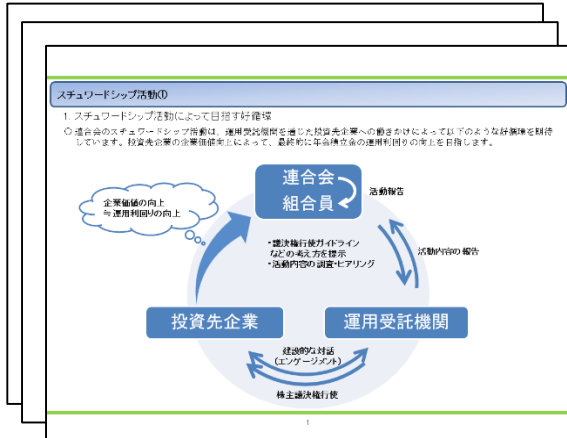 スチュワードシップ活動①
1. スチュワードシップ活動によって目指す好循環
○ 連合会のスチュワードシップ活動は、運用受託機関を通じた投資先企業への働きかけによって以下のような好循環を期待
しています。投資先企業の企業価値向上によって、最終的に年金積立金の運用利回りの向上を目指します。
連合会
組合員
活動報告
企業価値の向上
≒運用利回りの向上
・議決権行使ガイドライン
などの考え方を提示
・活動内容の調査・ヒアリング
活動内容の報告
投資先企業
運用受託機関
建設的な対話
(エンゲージメント)
株主議決権行使
1